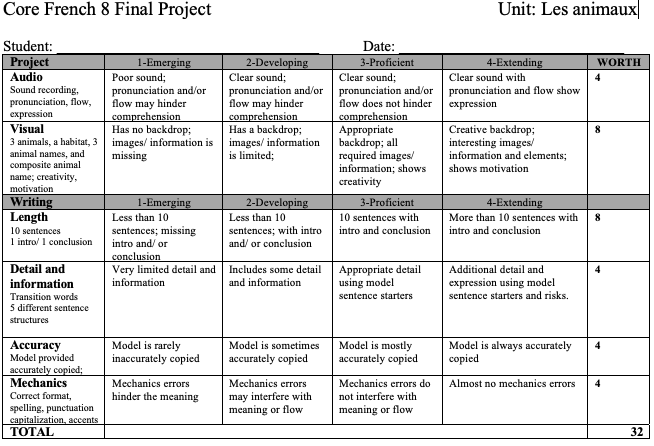 Core French 8 Final Project Unit: Les animaux
Student: Date:
Project 1-Emerging 2-Developing 3-Proficient 4-Extending WORTH
Audio
Sound recording,
pronunciation, flow,
expression
Poor sound;
pronunciation and/or
flow may hinder
comprehension
Clear sound;
pronunciation and/or
flow may hinder
comprehension
Clear sound;
pronunciation and/or
flow does not hinder
comprehension
Clear sound with
pronunciation and flow show
expression
4
Visual
3 animals, a habitat, 3
animal names, and
composite animal
name; creativity,
motivation
Has no backdrop;
images/ information is
missing
Has a backdrop;
images/ information
is limited;
Appropriate
backdrop; all
required images/
information; shows
creativity
Creative backdrop;
interesting images/
information and elements;
shows motivation
8
Writing 1-Emerging 2-Developing 3-Proficient 4-Extending
Length
10 sentences
1 intro/ 1 conclusion
Less than 10
sentences; missing
intro and/ or
conclusion
Less than 10
sentences; with intro
and/ or conclusion
10 sentences with
intro and conclusion
More than 10 sentences with
intro and conclusion
8
Detail and
information
Transition words
5 different sentence
structures
Very limited detail and
information
Includes some detail
and information
Appropriate detail
using model
sentence starters
Additional detail and
expression using model
sentence starters and risks.
4
Accuracy
Model provided
accurately copied;
Model is rarely
inaccurately copied
Model is sometimes
accurately copied
Model is mostly
accurately copied
Model is always accurately
copied
4
Mechanics
Correct format,
spelling, punctuation
capitalization, accents
Mechanics errors
hinder the meaning
Mechanics errors
may interfere with
meaning or flow
Mechanics errors do
not interfere with
meaning or flow
Almost no mechanics errors
4
TOTAL 32